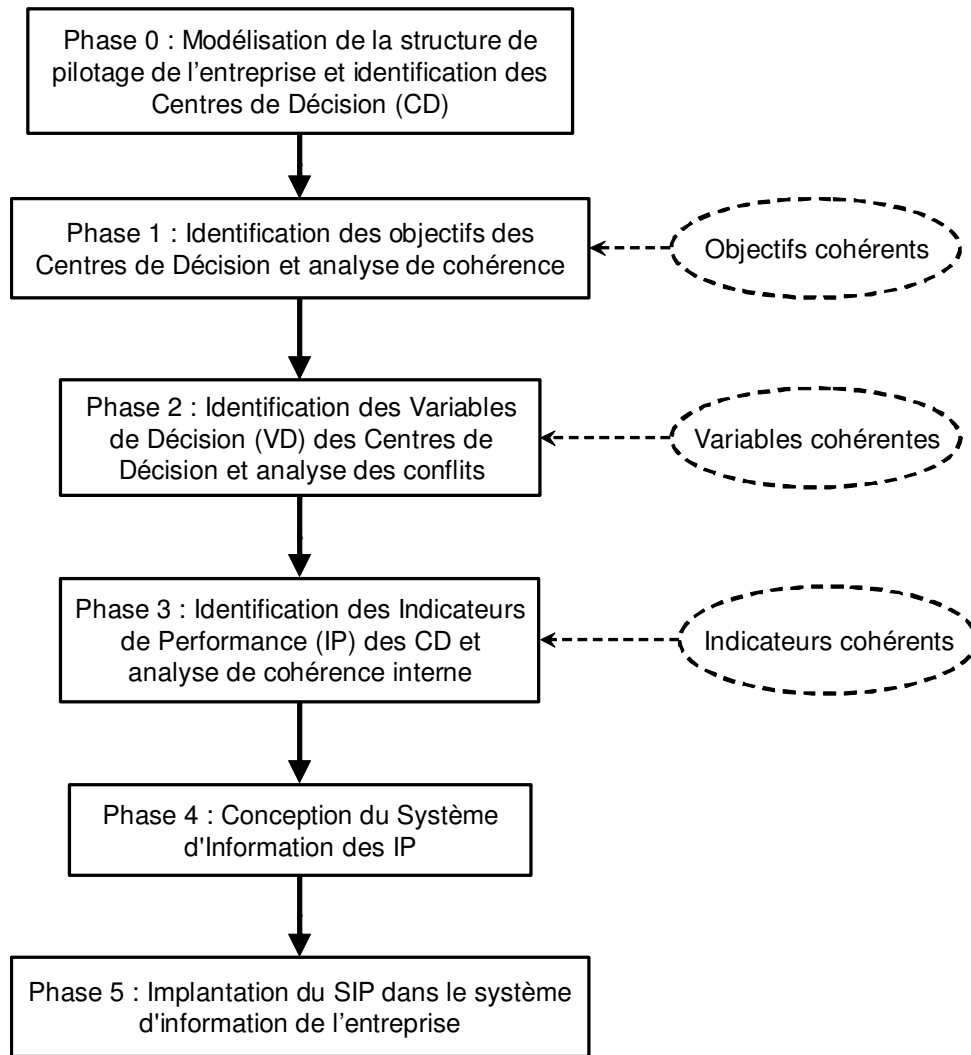 Phase 0 : Modélisation de la structure de
pilotage de l’entreprise et identification des
Centres de Décision (CD)
Phase 1 : Identification des objectifs des
Centres de Décision et analyse de cohérence
Objectifs cohérents
Phase 2 : Identification des Variables
de Décision (VD) des Centres de
Décision et analyse des conflits
Variables cohérentes
Phase 3 : Identification des Indicateurs
de Performance (IP) des CD et
analyse de cohérence interne
Indicateurs cohérents
Phase 4 : Conception du Système
d'Information des IP
Phase 5 : Implantation du SIP dans le système
d'information de l’entreprise